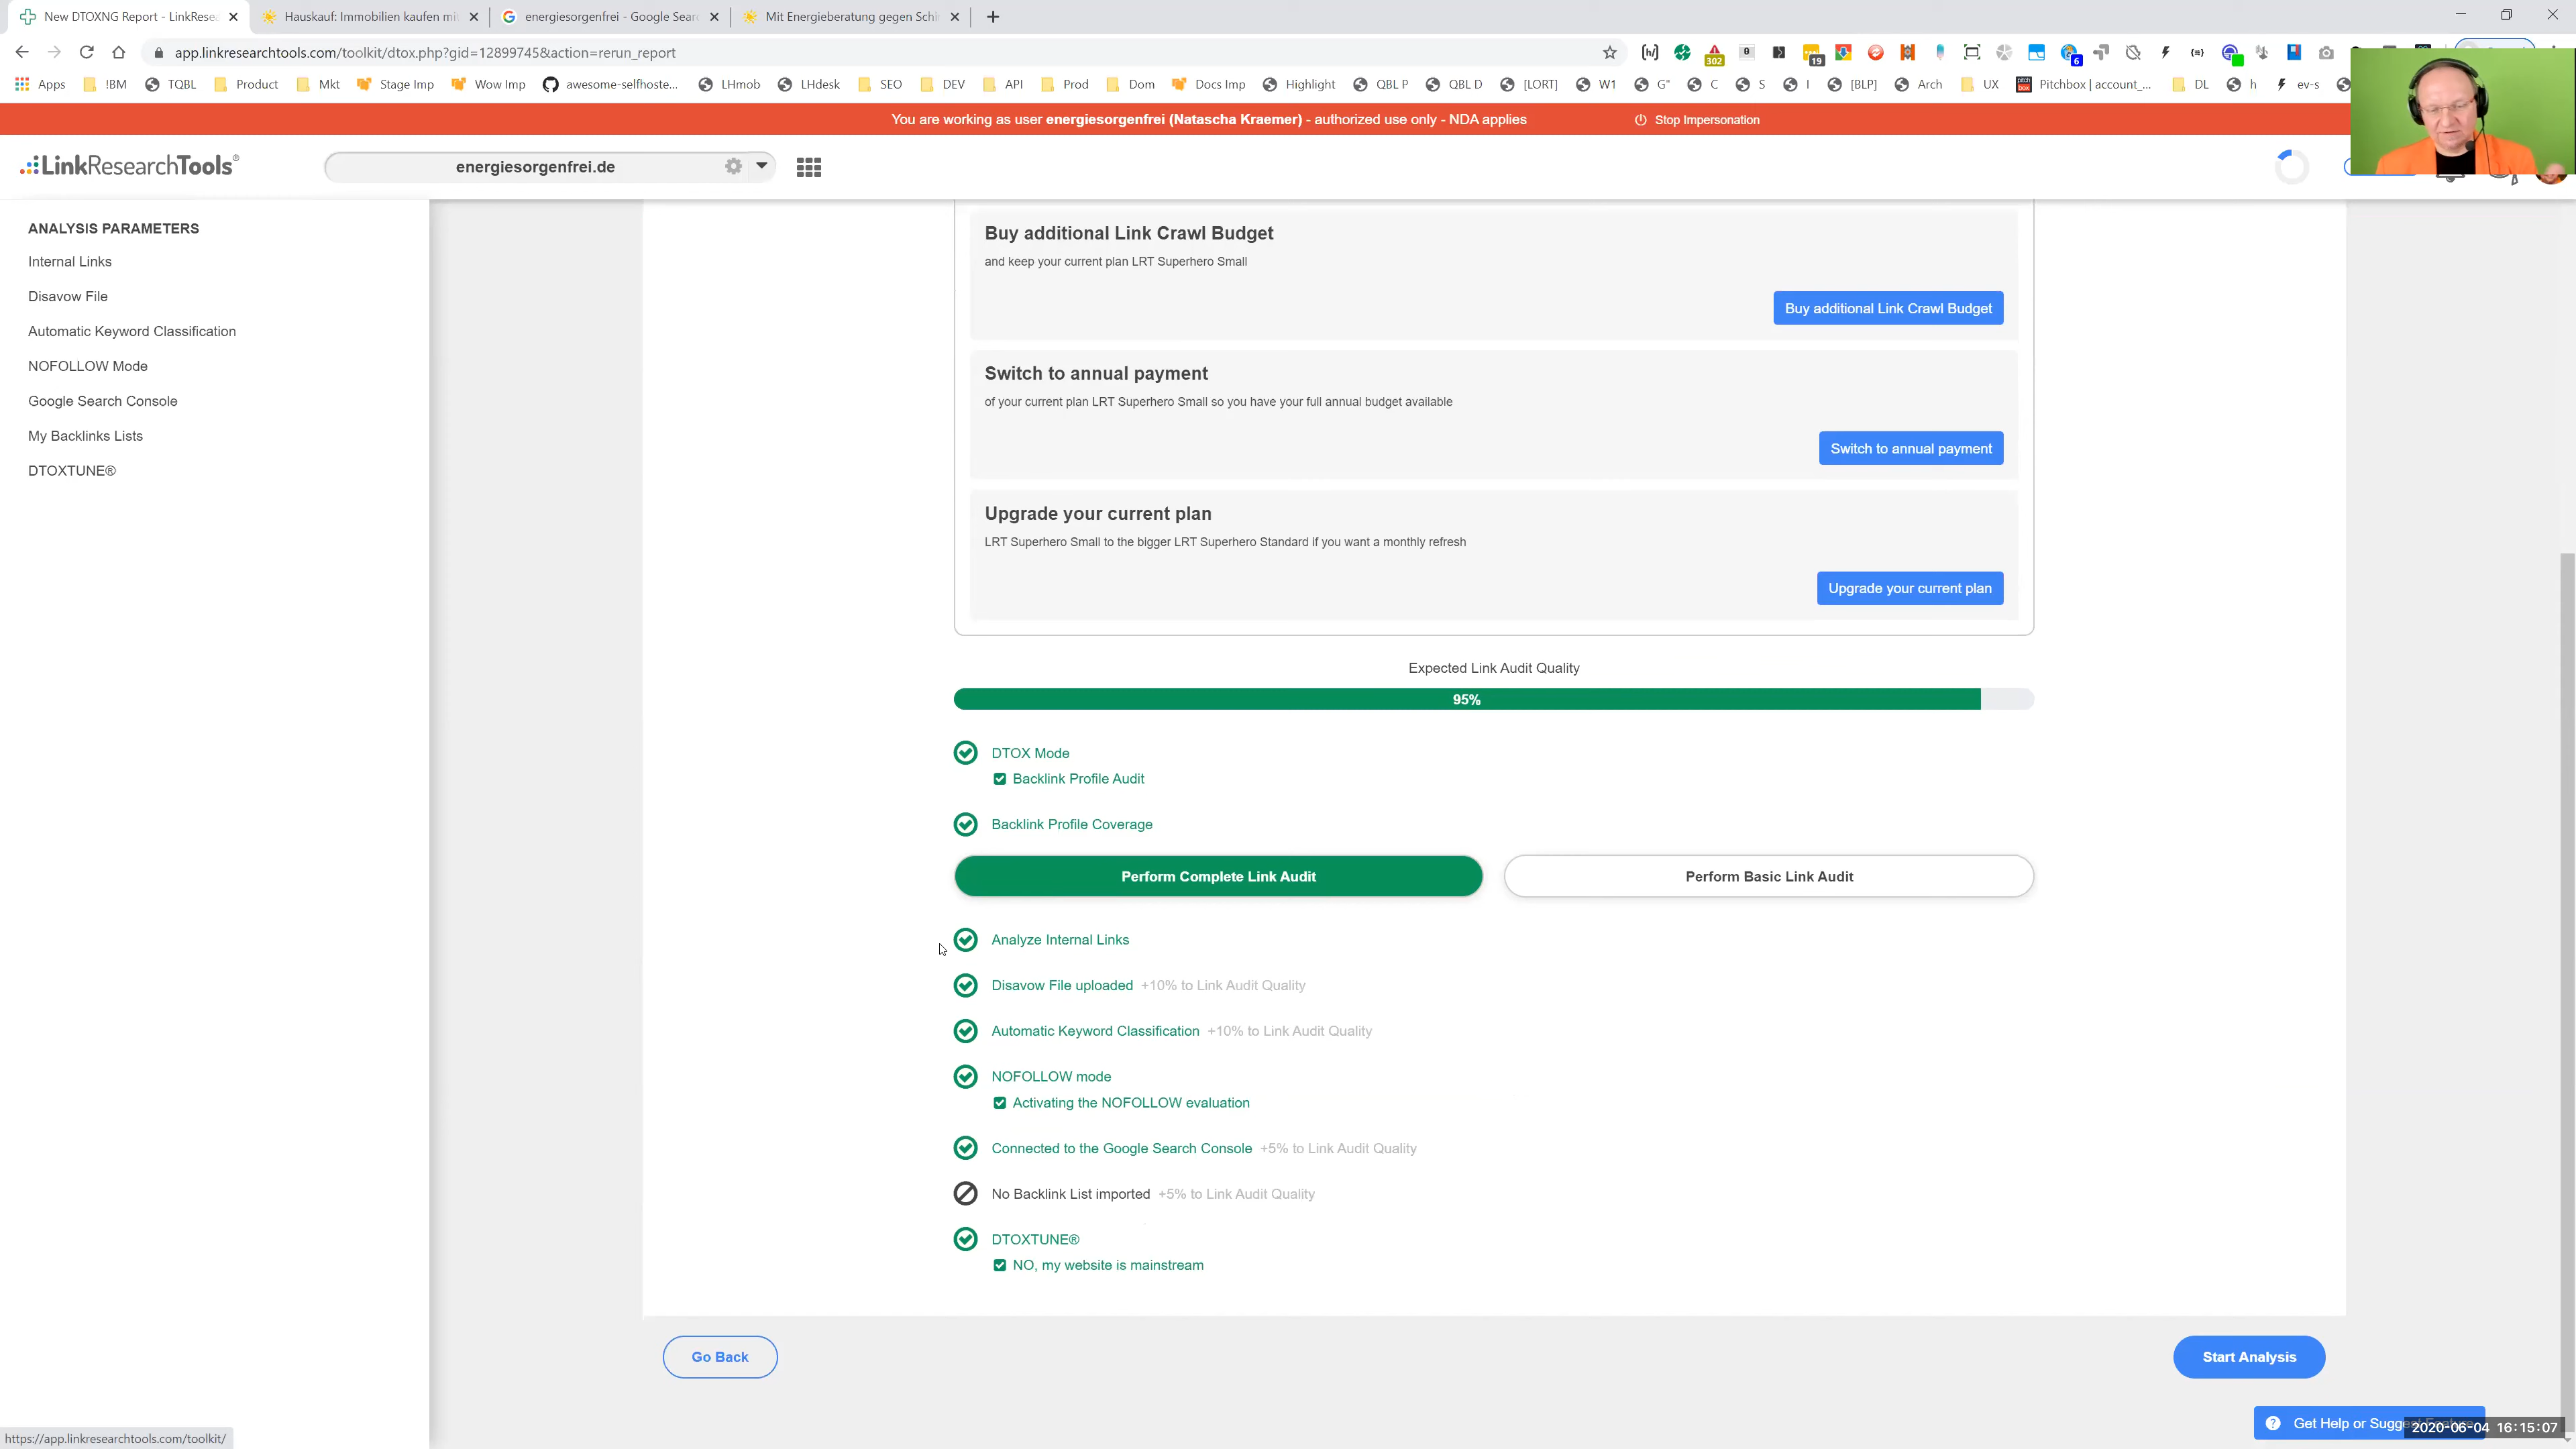 New DTOXNG Report - LinkResea
Hauskauf: Immobilien kaufen mi
energiesorgenfrei - Google Sear
Mit Energieberatung gegen Schi
app.linkresearchtools.com/toolkit/dtox.php?gid=12899745&action=rerun_report
302
19
6
Apps
!BM
TQBL
Product
Mkt
Stage Imp
Wow Imp
awesome-selfhoste...
LHmob
LHdesk
SEO
DEV
API
Prod
Dom
Docs Imp
Highlight
QBL P
QBL D
[LORT]
W1
G"
C
S
I
[BLP]
Arch
UX
Pitchbox | account_...
DL
h
ev-s
You are working as user energiesorgenfrei (Natascha Kraemer) - authorized use only - NDA applies
Stop Impersonation
LinkResearchTools®
energiesorgenfrei.de
ANALYSIS PARAMETERS
Internal Links
Disavow File
Automatic Keyword Classification
NOFOLLOW Mode
Google Search Console
My Backlinks Lists
DTOXTUNE®
Buy additional Link Crawl Budget
and keep your current plan LRT Superhero Small
Buy additional Link Crawl Budget
Switch to annual payment
of your current plan LRT Superhero Small so you have your full annual budget available
Switch to annual payment
Upgrade your current plan
LRT Superhero Small to the bigger LRT Superhero Standard if you want a monthly refresh
Upgrade your current plan
Expected Link Audit Quality
95%
DTOX Mode
Backlink Profile Audit
Backlink Profile Coverage
Perform Complete Link Audit
Perform Basic Link Audit
Analyze Internal Links
Disavow File uploaded +10% to Link Audit Quality
Automatic Keyword Classification +10% to Link Audit Quality
NOFOLLOW mode
Activating the NOFOLLOW evaluation
Connected to the Google Search Console +5% to Link Audit Quality
No Backlink List imported +5% to Link Audit Quality
DTOXTUNE®
NO, my website is mainstream
Go Back
Start Analysis
Get Help or Sugge
2020-06-04 16:15:07
https://app.linkresearchtools.com/toolkit/